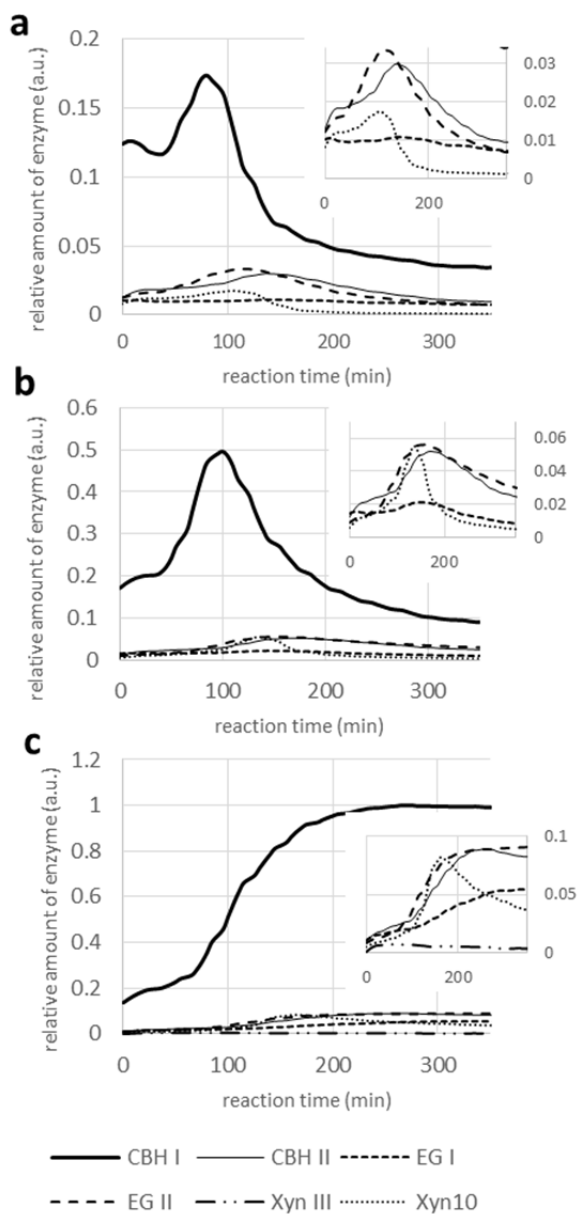 a
relative amount of enzyme (a.u.)
0.2
0.15
0.1
0.05
0
0 100 200 300
reaction time (min)
0.03
0.02
0.01
0
0 200
b
relative amount of enzyme (a.u.)
0.6
0.5
0.4
0.3
0.2
0.1
0
0 100 200 300
reaction time (min)
0.06
0.04
0.02
0
0 200
c
relative amount of enzyme (a.u.)
1.2
1
0.8
0.6
0.4
0.2
0
0 100 200 300
reaction time (min)
0.1
0.05
0
0 200
CBH I CBH II EG I
EG II Xyn III Xyn10